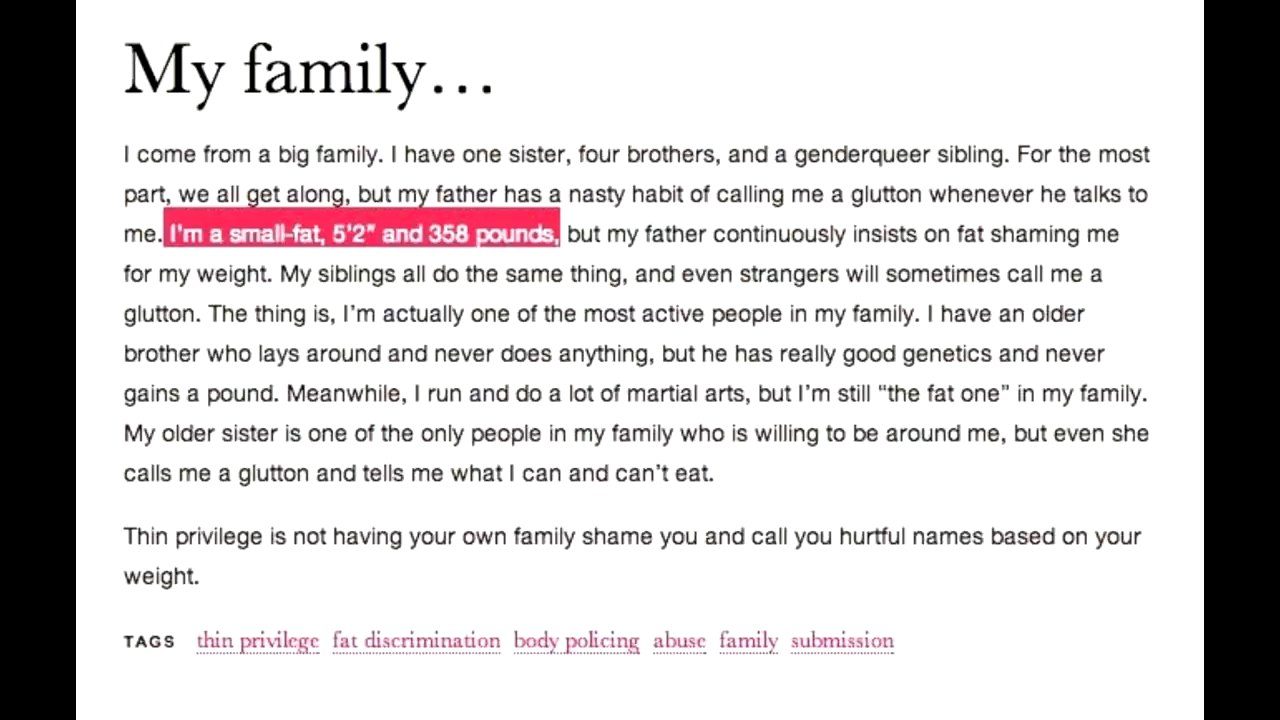 My family…
I come from a big family. I have one sister, four brothers, and a genderqueer sibling. For the most
part, we all get along, but my father has a nasty habit of calling me a glutton whenever he talks to
me. I'm a small-fat, 5'2" and 358 pounds, but my father continuously insists on fat shaming me
for my weight. My siblings all do the same thing, and even strangers will sometimes call me a
glutton. The thing is, I'm actually one of the most active people in my family. I have an older
brother who lays around and never does anything, but he has really good genetics and never
gains a pound. Meanwhile, I run and do a lot of martial arts, but I'm still “the fat one” in my family.
My older sister is one of the only people in my family who is willing to be around me, but even she
calls me a glutton and tells me what I can and can't eat.
Thin privilege is not having your own family shame you and call you hurtful names based on your
weight.
TAGS thin privilege fat discrimination body policing abuse family submission